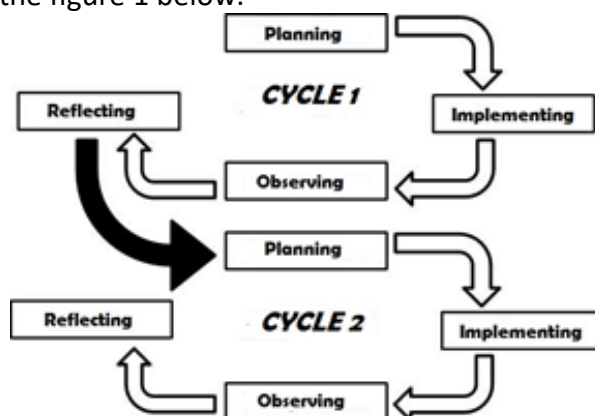 the figure 1 below.
Planning
CYCLE 1
Reflecting
Implementing
Observing
Planning
Reflecting
CYCLE 2
Implementing
Observing